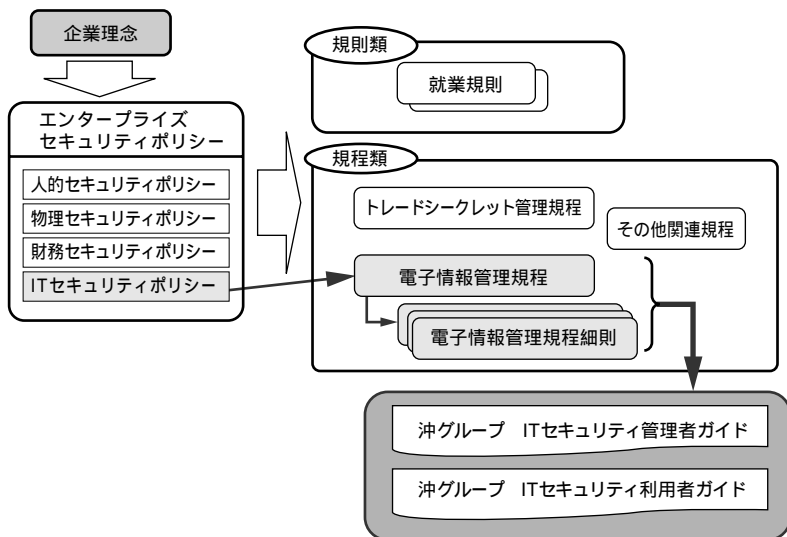 企業理念
エンタープライズ
セキュリティポリシー
人的セキュリティポリシー
物理セキュリティポリシー
財務セキュリティポリシー
ITセキュリティポリシー
規則類
就業規則
規程類
トレードシークレット管理規程
その他関連規程
電子情報管理規程
電子情報管理規程細則
沖グループ ITセキュリティ管理者ガイド
沖グループ ITセキュリティ利用者ガイド